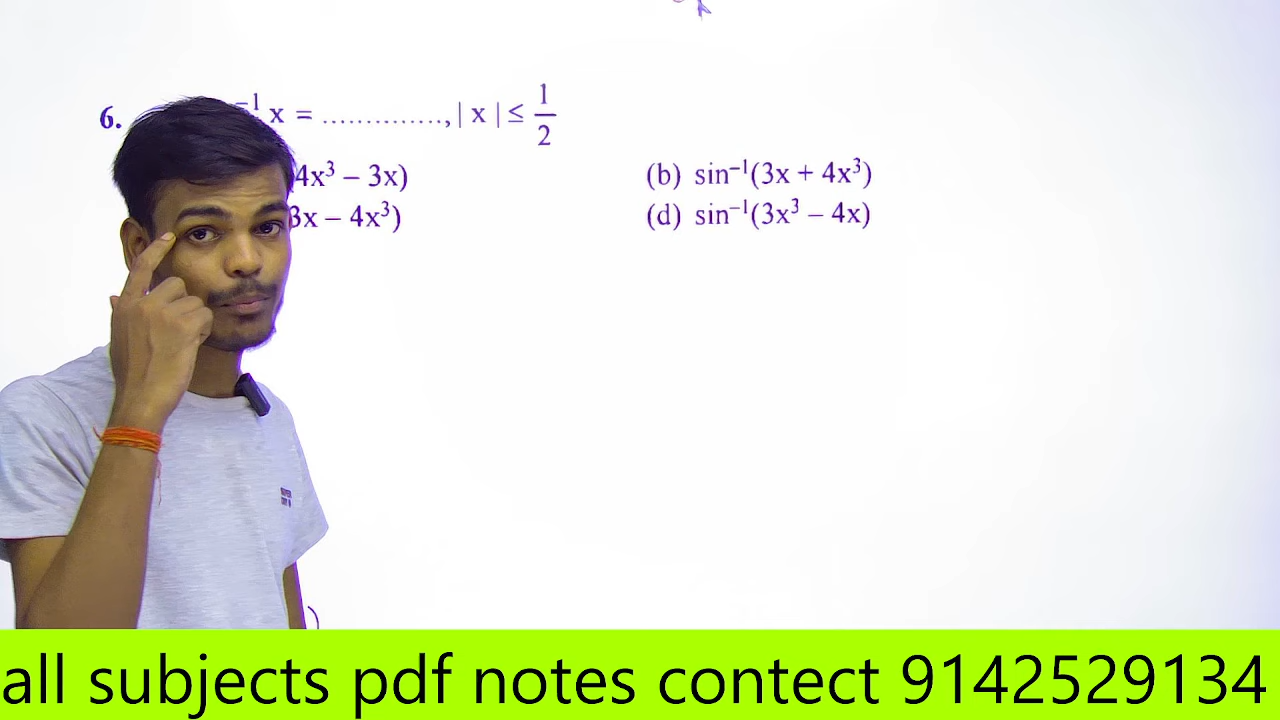 6. ⁻¹ x = .............., | x | ≤ 1/2
4x³ – 3x) (b) sin⁻¹(3x + 4x³)
3x – 4x³) (d) sin⁻¹(3x³ – 4x)
all subjects pdf notes contect 9142529134